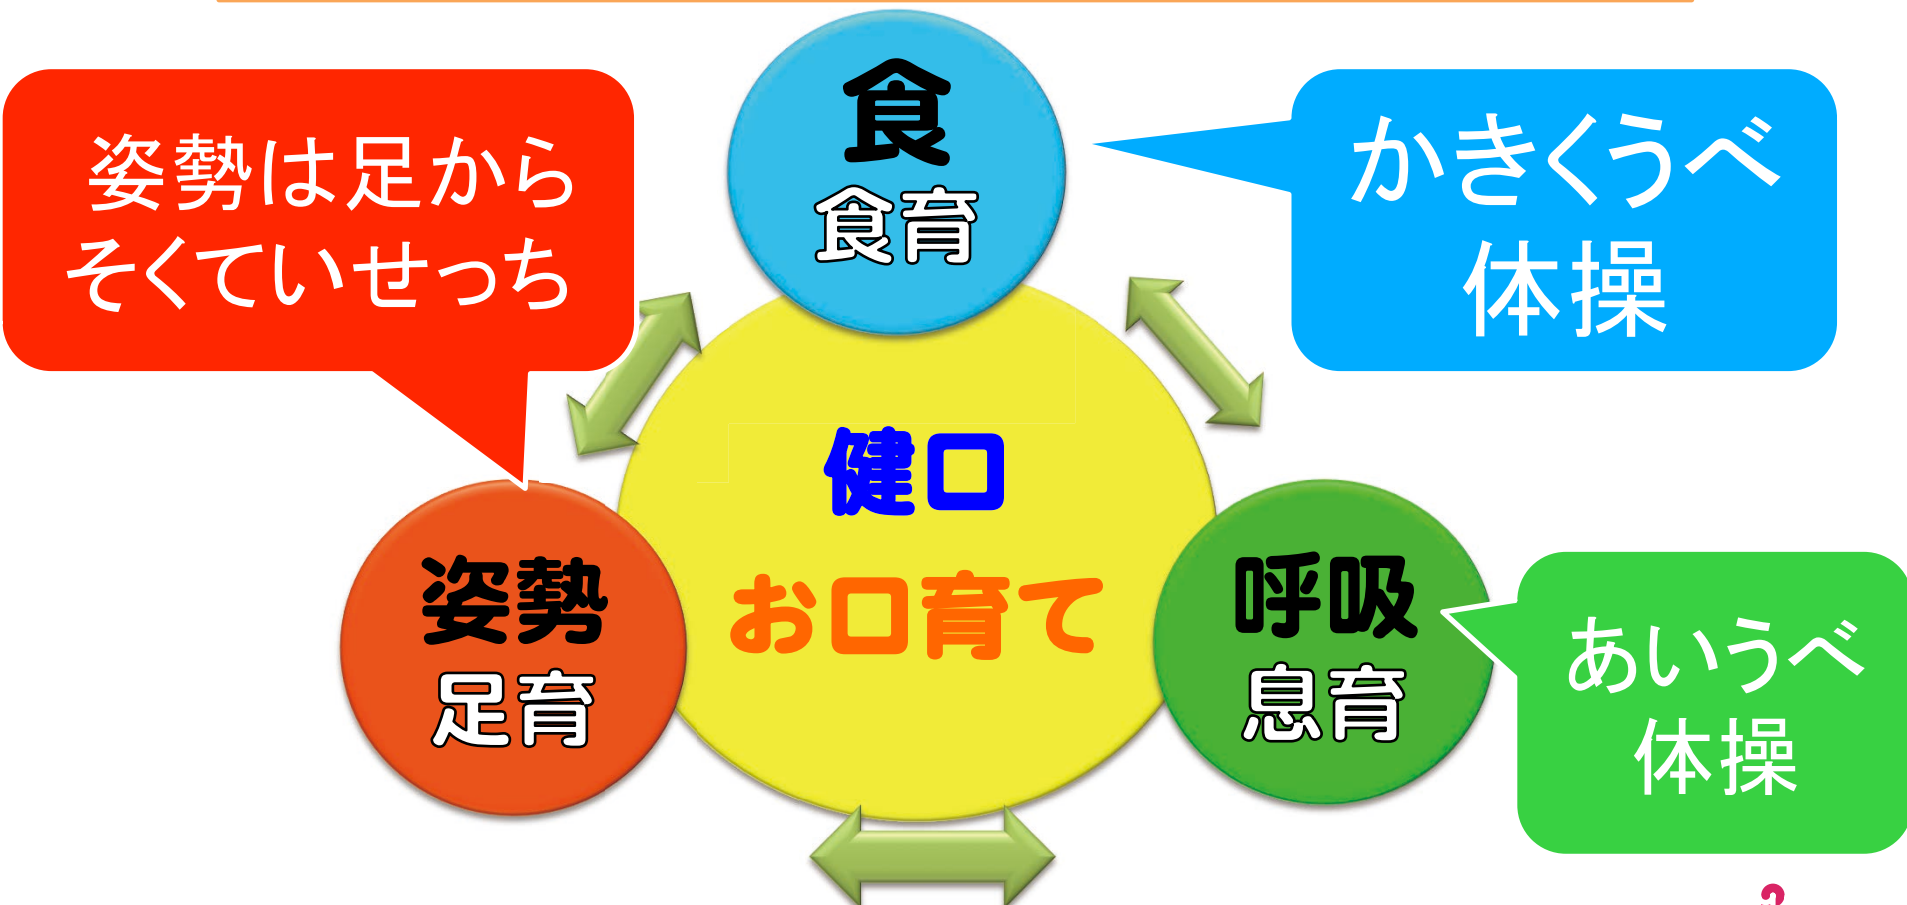 食
食育
姿勢は足から
そくていせっち
かきくうべ
体操
健口
お口育て
姿勢
足育
呼吸
息育
あいうべ
体操